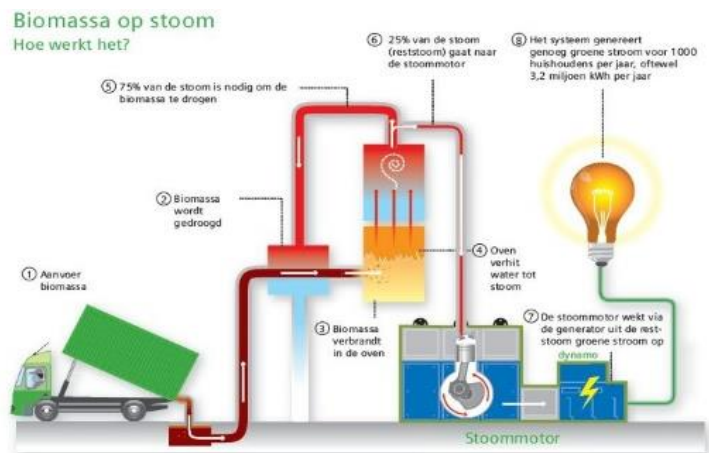 Biomassa op stoom
Hoe werkt het?
① Aanvoer
biomassa
② Biomassa
wordt
gedroogd
③ Biomassa
verbrandt
in de oven
④ Oven
verhit
water tot
stoom
⑤ 75% van de stoom is nodig om de
biomassa te drogen
⑥ 25% van de stoom
(reststoom) gaat naar
de stoommotor
⑦ De stoommotor wekt via
de generator uit de rest-
stoom groene stroom op
dynamo
⑧ Het systeem genereert
genoeg groene stroom voor 1000
huishoudens per jaar, oftewel
3,2 miljoen kWh per jaar
Stoommotor